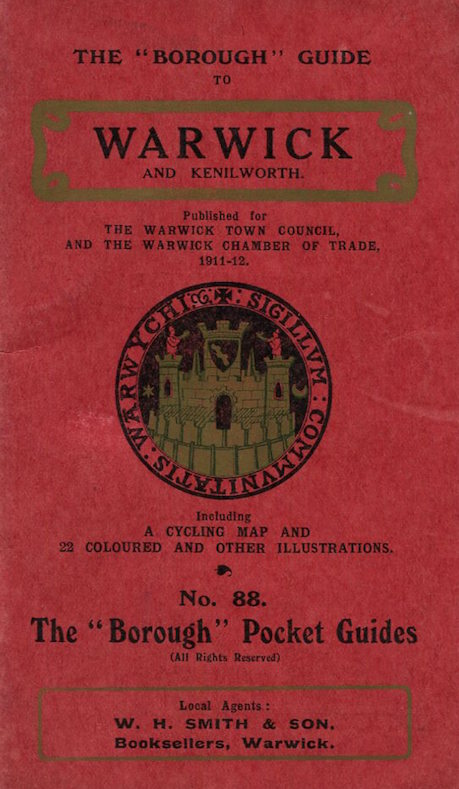 THE "BOROUGH" GUIDE
TO
WARWICK
AND KENILWORTH.
Published for
THE WARWICK TOWN COUNCIL,
AND THE WARWICK CHAMBER OF TRADE,
1911-12.
SIGILLVM : COMMVNITATIS : WARWYCHIE :
Including
A CYCLING MAP AND
22 COLOURED AND OTHER ILLUSTRATIONS.
No. 88.
The "Borough" Pocket Guides
(All Rights Reserved)
Local Agents :
W. H. SMITH & SON,
Booksellers, Warwick.